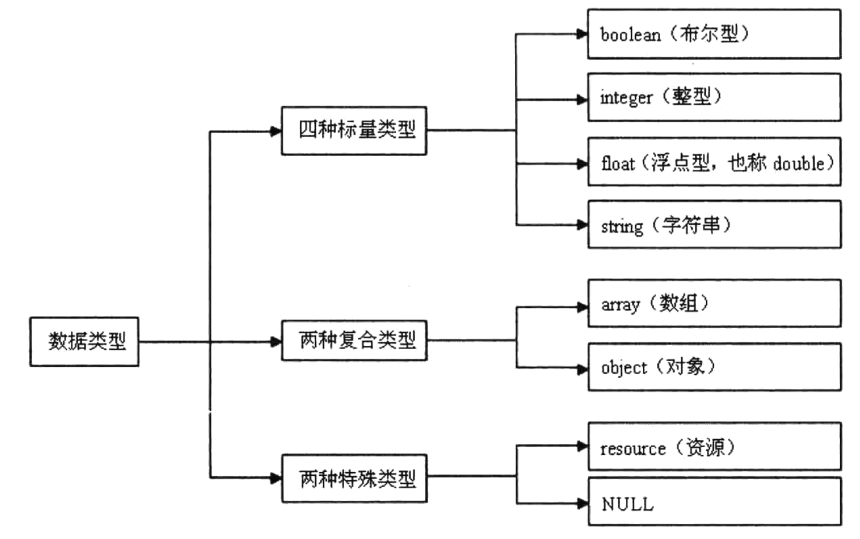 数据类型
四种标量类型
boolean（布尔型）
integer（整型）
float（浮点型，也称 double）
string（字符串）
两种复合类型
array（数组）
object（对象）
两种特殊类型
resource（资源）
NULL